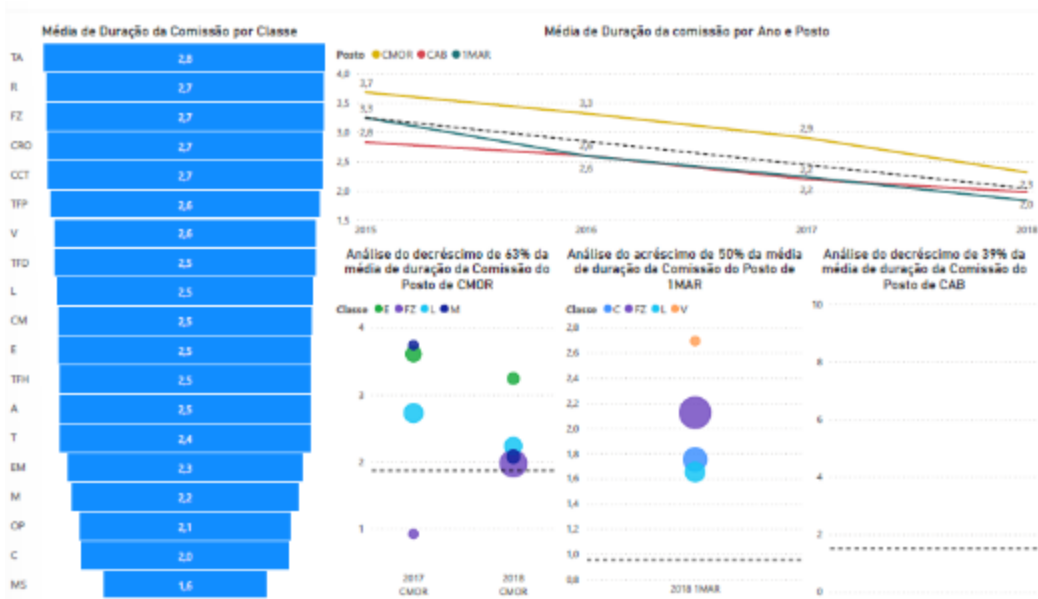 Média de Duração da Comissão por Classe
TA 2,8
R 2,7
FZ 2,7
CRO 2,7
CCT 2,7
TFP 2,6
V 2,6
TFD 2,5
L 2,5
CM 2,5
E 2,5
TFH 2,5
A 2,5
T 2,4
EM 2,3
M 2,2
OP 2,1
C 2,0
MS 1,6
Média de Duração da comissão por Ano e Posto
Posto CMOR CAB 1MAR
4,0
3,5
3,0
2,5
2,0
1,5
3,7
3,3
2,8
3,3
2,6
2,9
2,2
2,2
2,3
2,0
2015 2016 2017 2018
Análise do decréscimo de 63% da
média de duração da Comissão do
Posto de CMOR
Classe E FZ L M
4
3
2
1
2017 2018
CMOR CMOR
Análise do acréscimo de 50% da média
de duração da Comissão do Posto de
1MAR
Classe C FZ L V
2,8
2,6
2,4
2,2
2,0
1,8
1,6
1,4
1,2
1,0
0,8
2018 1MAR
Análise do decréscimo de 39% da
média de duração da Comissão do
Posto de CAB
10
8
6
4
2
0